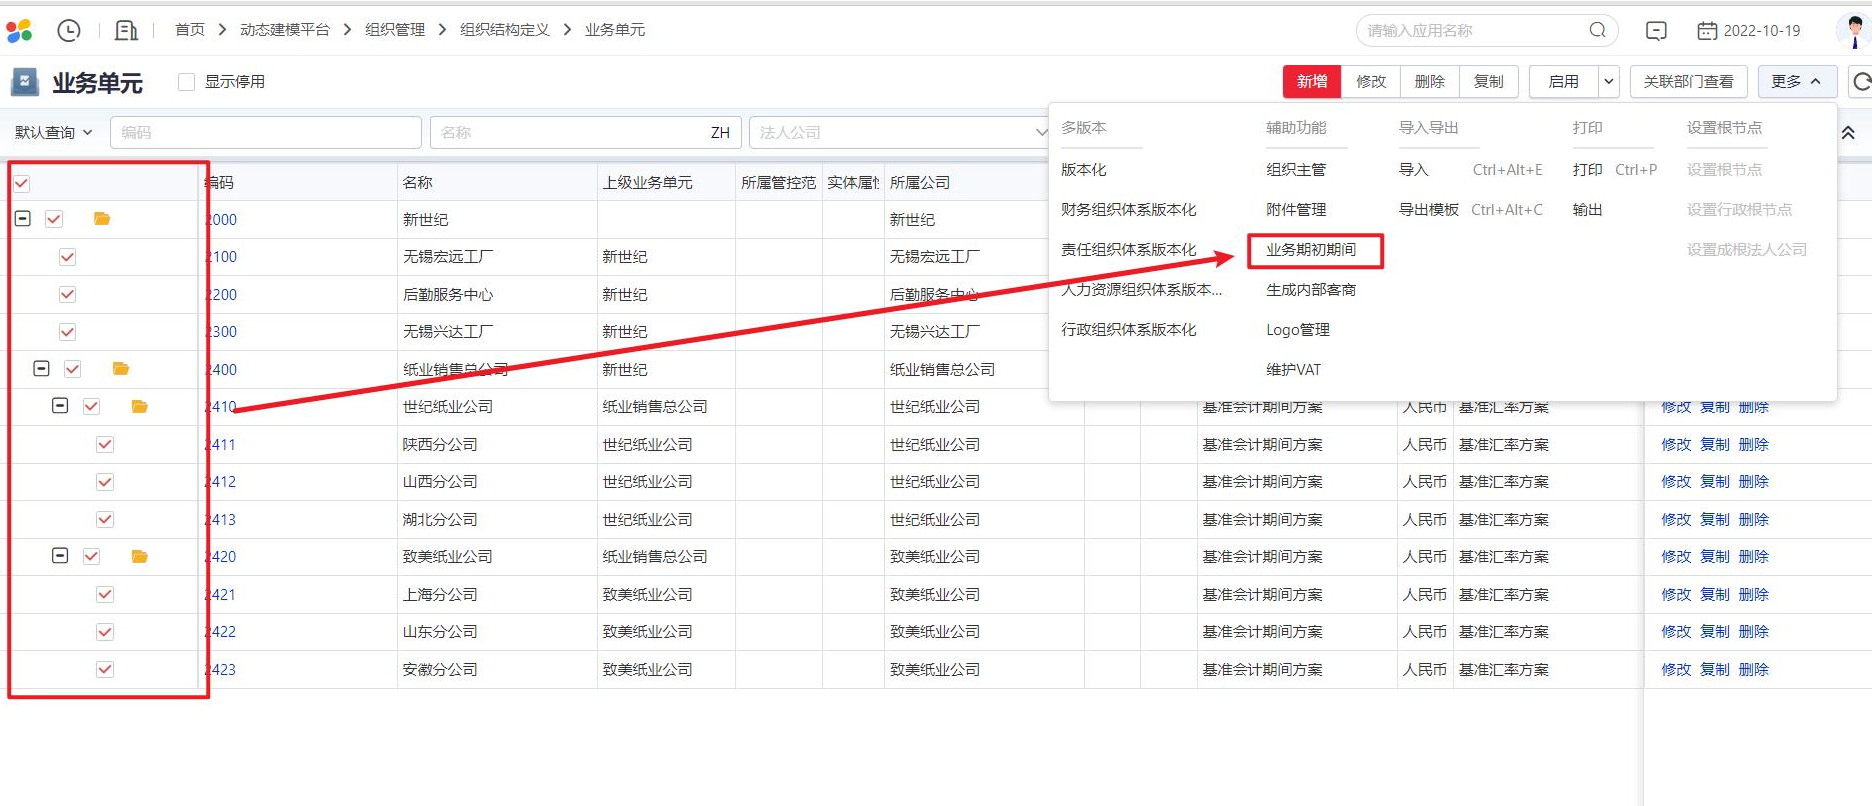 首页 > 动态建模平台 > 组织管理 > 组织结构定义 > 业务单元 请输入应用名称 2022-10-19
业务单元 显示停用 新增 修改 删除 复制 启用 关联部门查看 更多
默认查询 编码 名称 ZH 法人公司
多版本 辅助功能 导入导出 打印 设置根节点
版本化 组织主管 导入 Ctrl+Alt+E 打印 Ctrl+P 设置根节点
财务组织体系版本化 附件管理 导出模板 Ctrl+Alt+C 输出 设置行政根节点
责任组织体系版本化 业务期初期间 设置成根法人公司
人力资源组织体系版本... 生成内部客商
行政组织体系版本化 Logo管理
维护VAT
编码 名称 上级业务单元 所属管控范 实体属性 所属公司
2000 新世纪 新世纪
2100 无锡宏远工厂 新世纪 无锡宏远工厂
2200 后勤服务中心 新世纪 后勤服务中心
2300 无锡兴达工厂 新世纪 无锡兴达工厂
2400 纸业销售总公司 新世纪 纸业销售总公司
2410 世纪纸业公司 纸业销售总公司 世纪纸业公司 基准会计期间方案 人民币 基准汇率方案 修改 复制 删除
2411 陕西分公司 世纪纸业公司 世纪纸业公司 基准会计期间方案 人民币 基准汇率方案 修改 复制 删除
2412 山西分公司 世纪纸业公司 世纪纸业公司 基准会计期间方案 人民币 基准汇率方案 修改 复制 删除
2413 湖北分公司 世纪纸业公司 世纪纸业公司 基准会计期间方案 人民币 基准汇率方案 修改 复制 删除
2420 致美纸业公司 纸业销售总公司 致美纸业公司 基准会计期间方案 人民币 基准汇率方案 修改 复制 删除
2421 上海分公司 致美纸业公司 致美纸业公司 基准会计期间方案 人民币 基准汇率方案 修改 复制 删除
2422 山东分公司 致美纸业公司 致美纸业公司 基准会计期间方案 人民币 基准汇率方案 修改 复制 删除
2423 安徽分公司 致美纸业公司 致美纸业公司 基准会计期间方案 人民币 基准汇率方案 修改 复制 删除